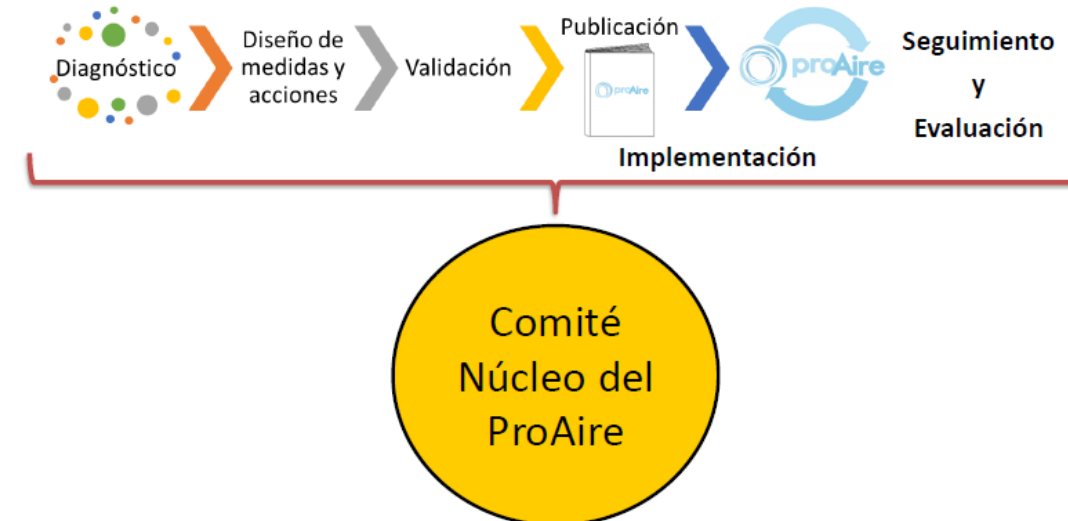 Diagnóstico
Diseño de
medidas y
acciones
Validación
Publicación
proAire
proAire
Implementación
Seguimiento
y
Evaluación
Comité
Núcleo del
ProAire